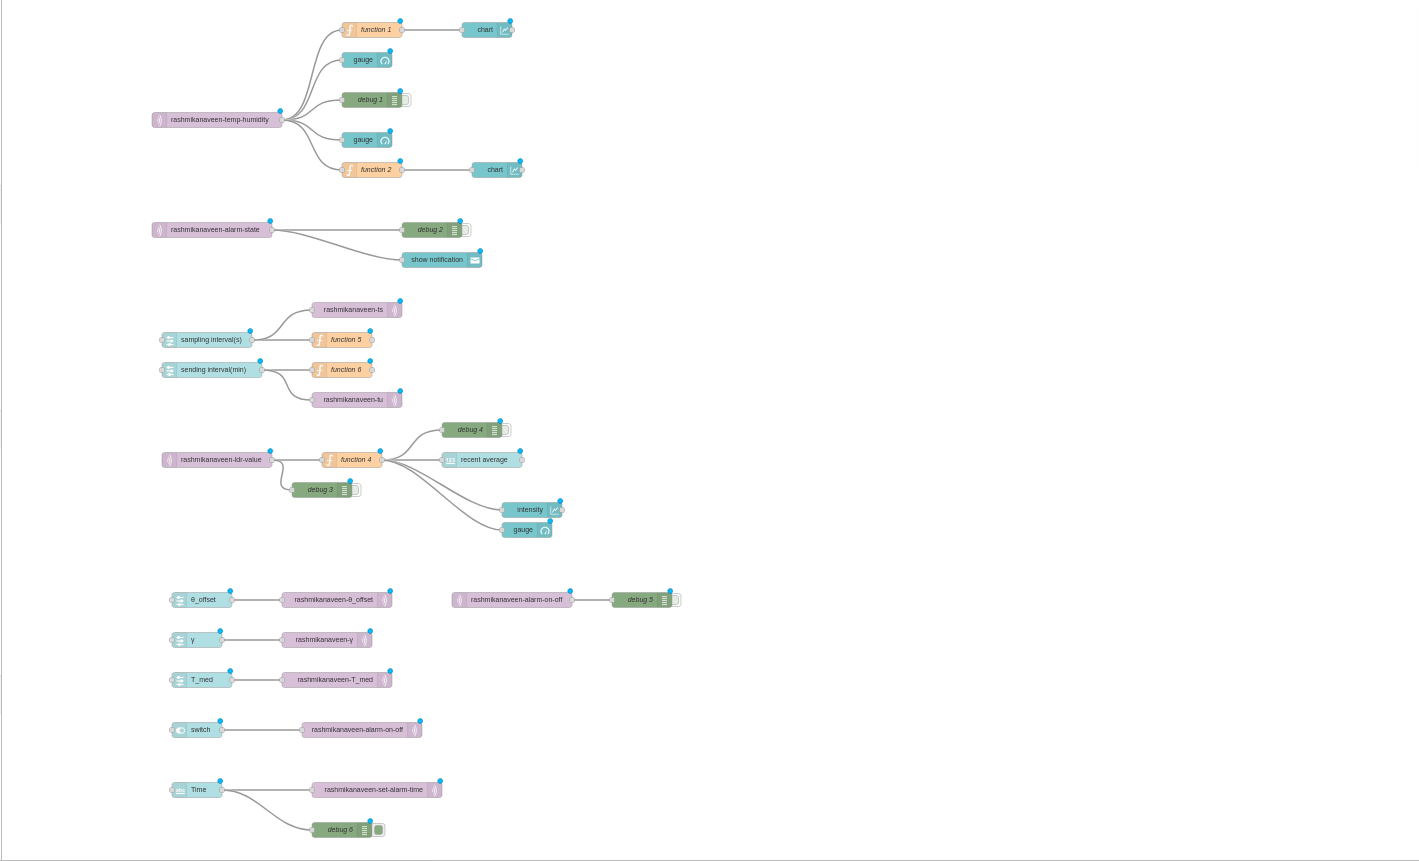 function 1
chart
gauge
debug 1
rashmikanaveen-temp-humidity
gauge
function 2
chart
rashmikanaveen-alarm-state
debug 2
show notification
rashmikanaveen-ts
sampling interval(s)
function 5
sending interval(min)
function 6
rashmikanaveen-tu
debug 4
rashmikanaveen-ldr-value
function 4
recent average
debug 3
intensity
gauge
θ_offset
rashmikanaveen-θ_offset
rashmikanaveen-alarm-on-off
debug 5
γ
rashmikanaveen-γ
T_med
rashmikanaveen-T_med
switch
rashmikanaveen-alarm-on-off
Time
rashmikanaveen-set-alarm-time
debug 6